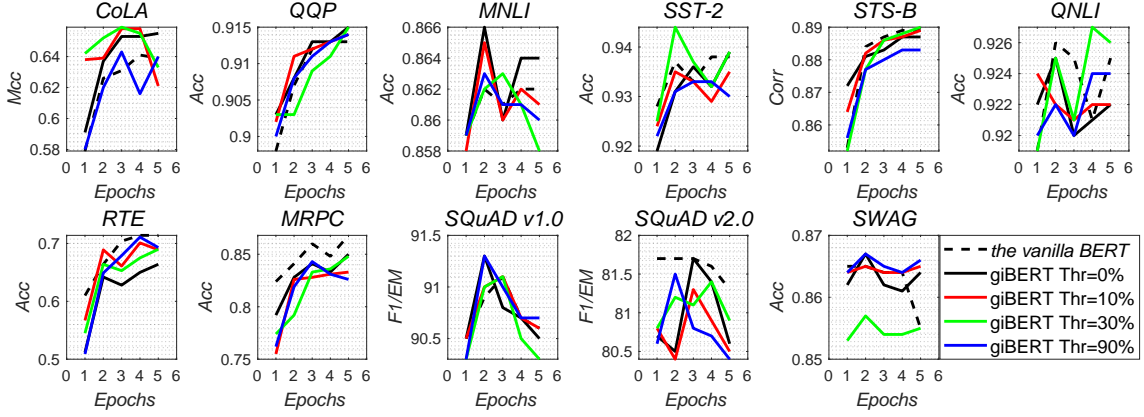 CoLA
QQP
MNLI
SST-2
STS-B
QNLI
Mcc
0.64
0.62
0.6
0.58
0 1 2 3 4 5 6
Epochs
Acc
0.915
0.91
0.905
0.9
0 1 2 3 4 5 6
Epochs
Acc
0.866
0.864
0.862
0.86
0.858
0 1 2 3 4 5 6
Epochs
Acc
0.94
0.93
0.92
0 1 2 3 4 5 6
Epochs
Corr
0.89
0.88
0.87
0.86
0 1 2 3 4 5 6
Epochs
Acc
0.926
0.924
0.922
0.92
0 1 2 3 4 5 6
Epochs
RTE
MRPC
SQuAD v1.0
SQuAD v2.0
SWAG
Acc
0.7
0.6
0.5
0 1 2 3 4 5 6
Epochs
Acc
0.85
0.8
0.75
0 1 2 3 4 5 6
Epochs
F1/EM
91.5
91
90.5
0 1 2 3 4 5 6
Epochs
F1/EM
82
81.5
81
80.5
0 1 2 3 4 5 6
Epochs
Acc
0.87
0.86
0.85
0 1 2 3 4 5 6
Epochs
the vanilla BERT
giBERT Thr=0%
giBERT Thr=10%
giBERT Thr=30%
giBERT Thr=90%